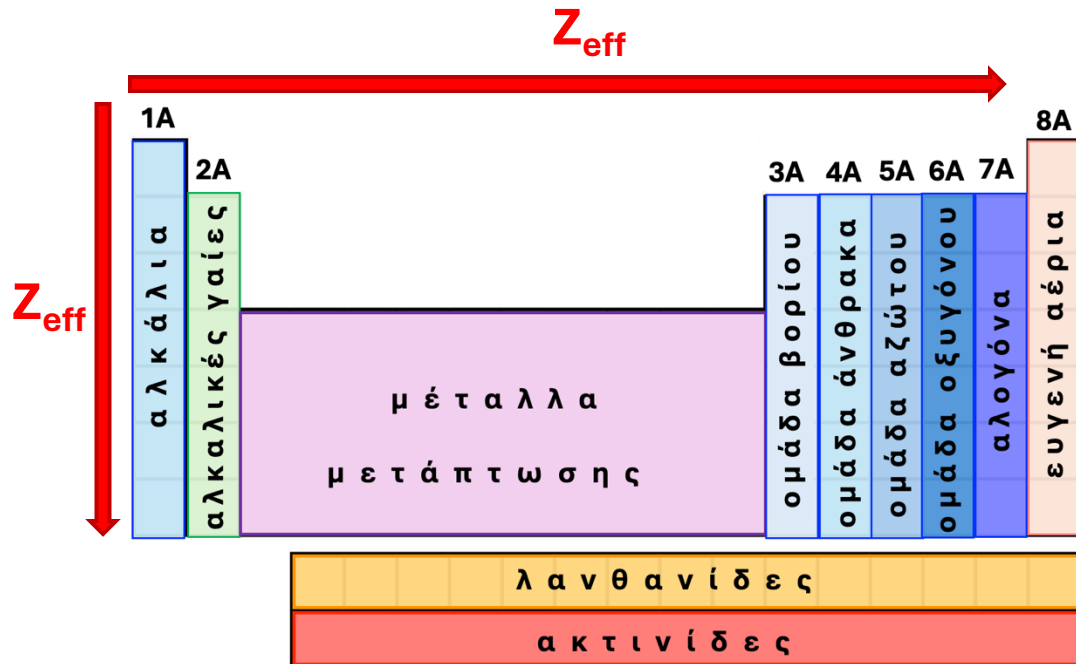 Zeff
1A
8A
2A
3A
4A
5A
6A
7A
Zeff
αλκάλια
αλκαλικές γαίες
μέταλλα
μετάπτωσης
ομάδα βορίου
ομάδα άνθρακα
ομάδα αζώτου
ομάδα οξυγόνου
αλογόνα
ευγενή αέρια
λανθανίδες
ακτινίδες